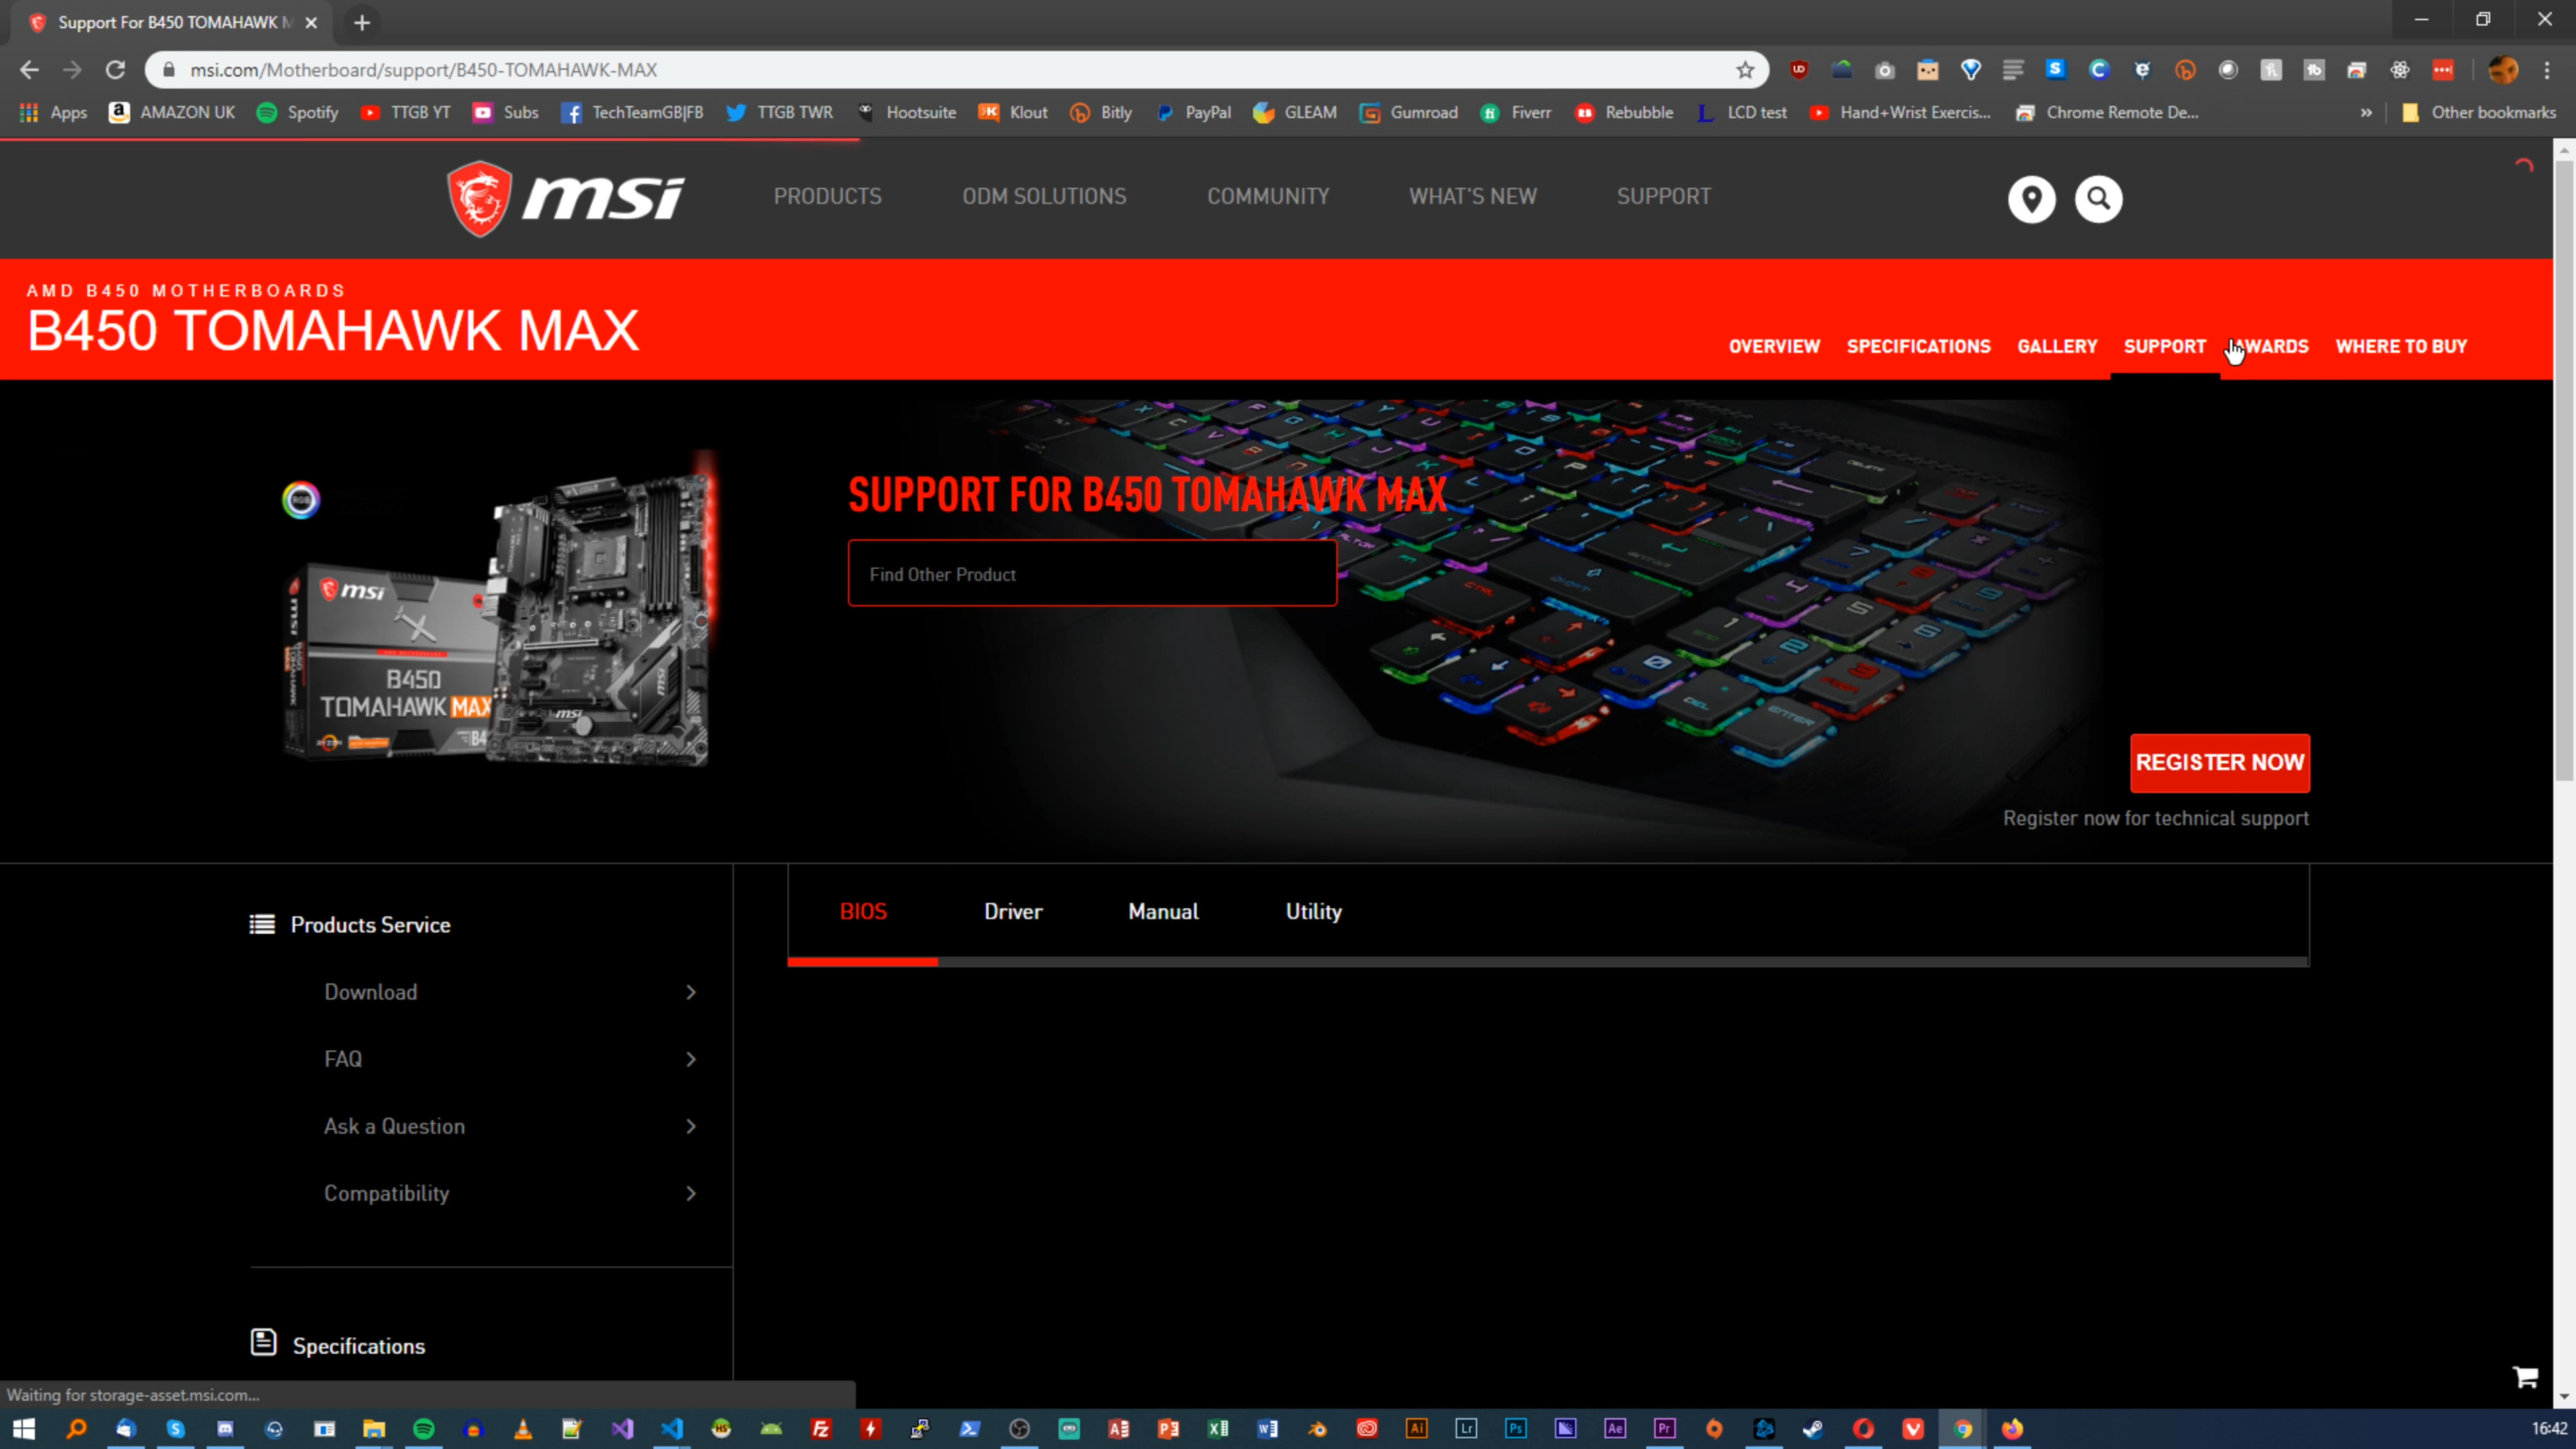 Support For B450 TOMAHAWK M
msi.com/Motherboard/support/B450-TOMAHAWK-MAX
Apps AMAZON UK Spotify TTGB YT Subs TechTeamGB|FB TTGB TWR Hootsuite Klout Bitly PayPal GLEAM Gumroad Fiverr Rebubble LCD test Hand+Wrist Exercis... Chrome Remote De... » Other bookmarks
msi PRODUCTS ODM SOLUTIONS COMMUNITY WHAT'S NEW SUPPORT
AMD B450 MOTHERBOARDS
B450 TOMAHAWK MAX
OVERVIEW SPECIFICATIONS GALLERY SUPPORT AWARDS WHERE TO BUY
RGB
SUPPORT FOR B450 TOMAHAWK MAX
Find Other Product
msi
B450
TOMAHAWK MAX
REGISTER NOW
Register now for technical support
BIOS Driver Manual Utility
Products Service
Download
FAQ
Ask a Question
Compatibility
Specifications
Waiting for storage-asset.msi.com...
16:42